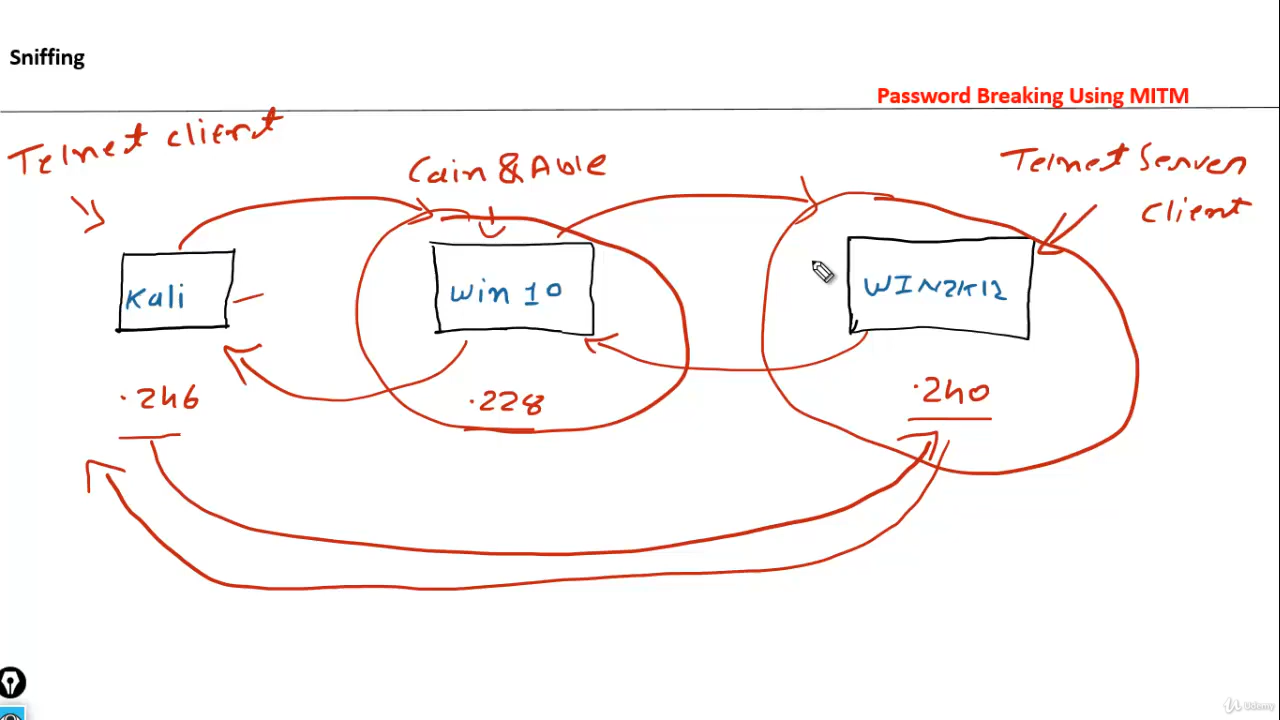 Sniffing
Password Breaking Using MITM
Telnet client
Cain & Able
Telnet Server
client
Kali
Win 10
WIN2K12
.246
.228
.240
Udemy